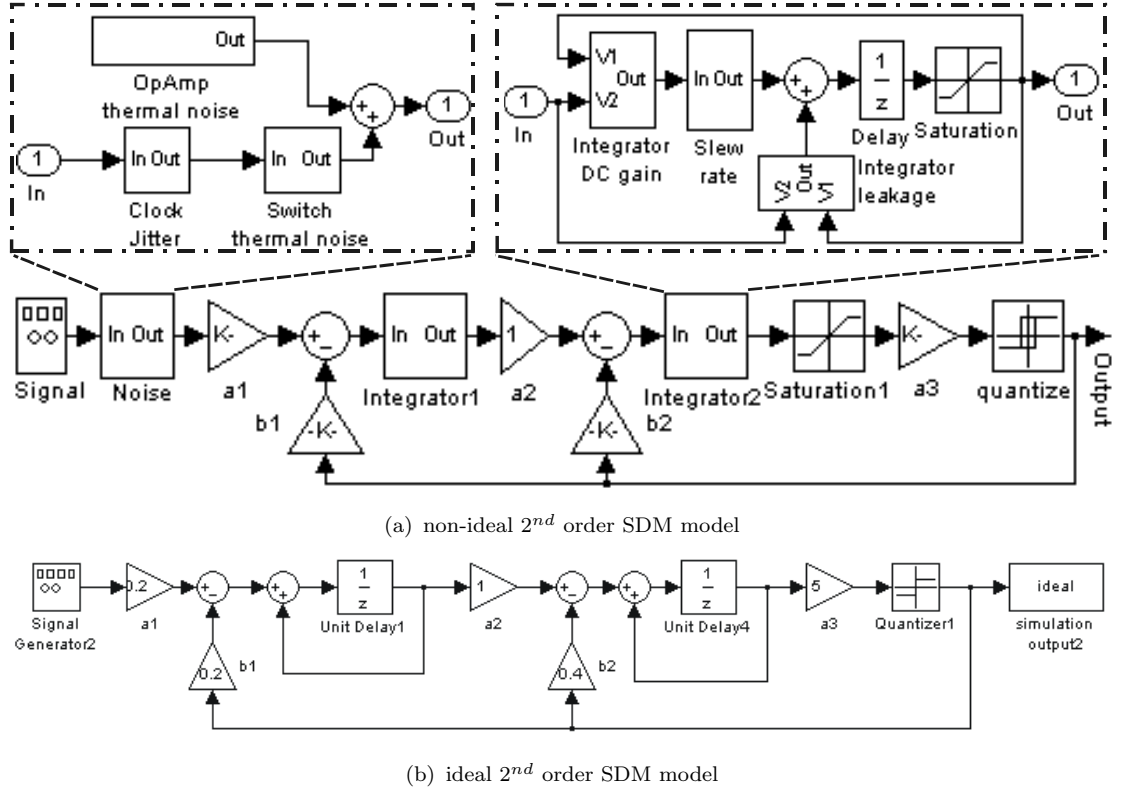 Out
OpAmp
thermal noise
1
Out
1
In
In Out
Clock
Jitter
In Out
Switch
thermal noise
V1
V2
Out
Integrator
DC gain
1
In
In Out
Slew
rate
1
z
Delay
Saturation
1
Out
V2
Out
V1
Integrator
leakage
Signal
In Out
Noise
K-
a1
In Out
Integrator1
1
a2
In Out
Integrator2
Saturation1
K-
a3
quantize
Output
b1
-K-
b2
-K-
(a) non-ideal 2nd order SDM model
Signal
Generator2
0.2
a1
1
z
Unit Delay1
1
a2
1
z
Unit Delay4
5
a3
Quantizer1
ideal
simulation
output2
0.2
b1
0.4
b2
(b) ideal 2nd order SDM model